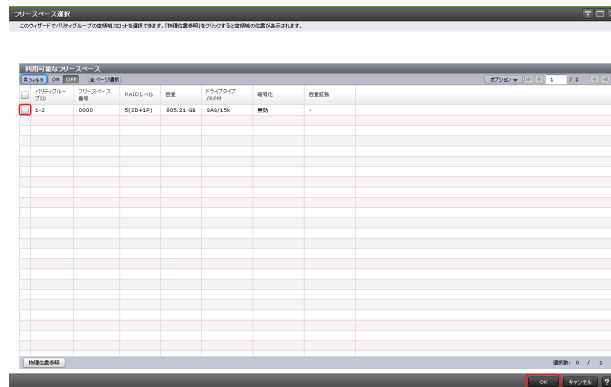 フリースペース選択
このウィザードでパリティグループの空領域スロットを選択できます。「物理位置参照」をクリックすると空領域の位置が表示されます。
利用可能なフリースペース
フィルタ ON OFF 全ページ選択 オプション 1 / 1
パリティグループID フリースペース番号 RAIDレベル 容量 ドライブタイプ/RPM 暗号化 容量拡張
1-2 0000 5(3D+1P) 805.21 GB SAS/15k 無効 -
物理位置参照 選択数: 0 / 1
OK キャンセル ?